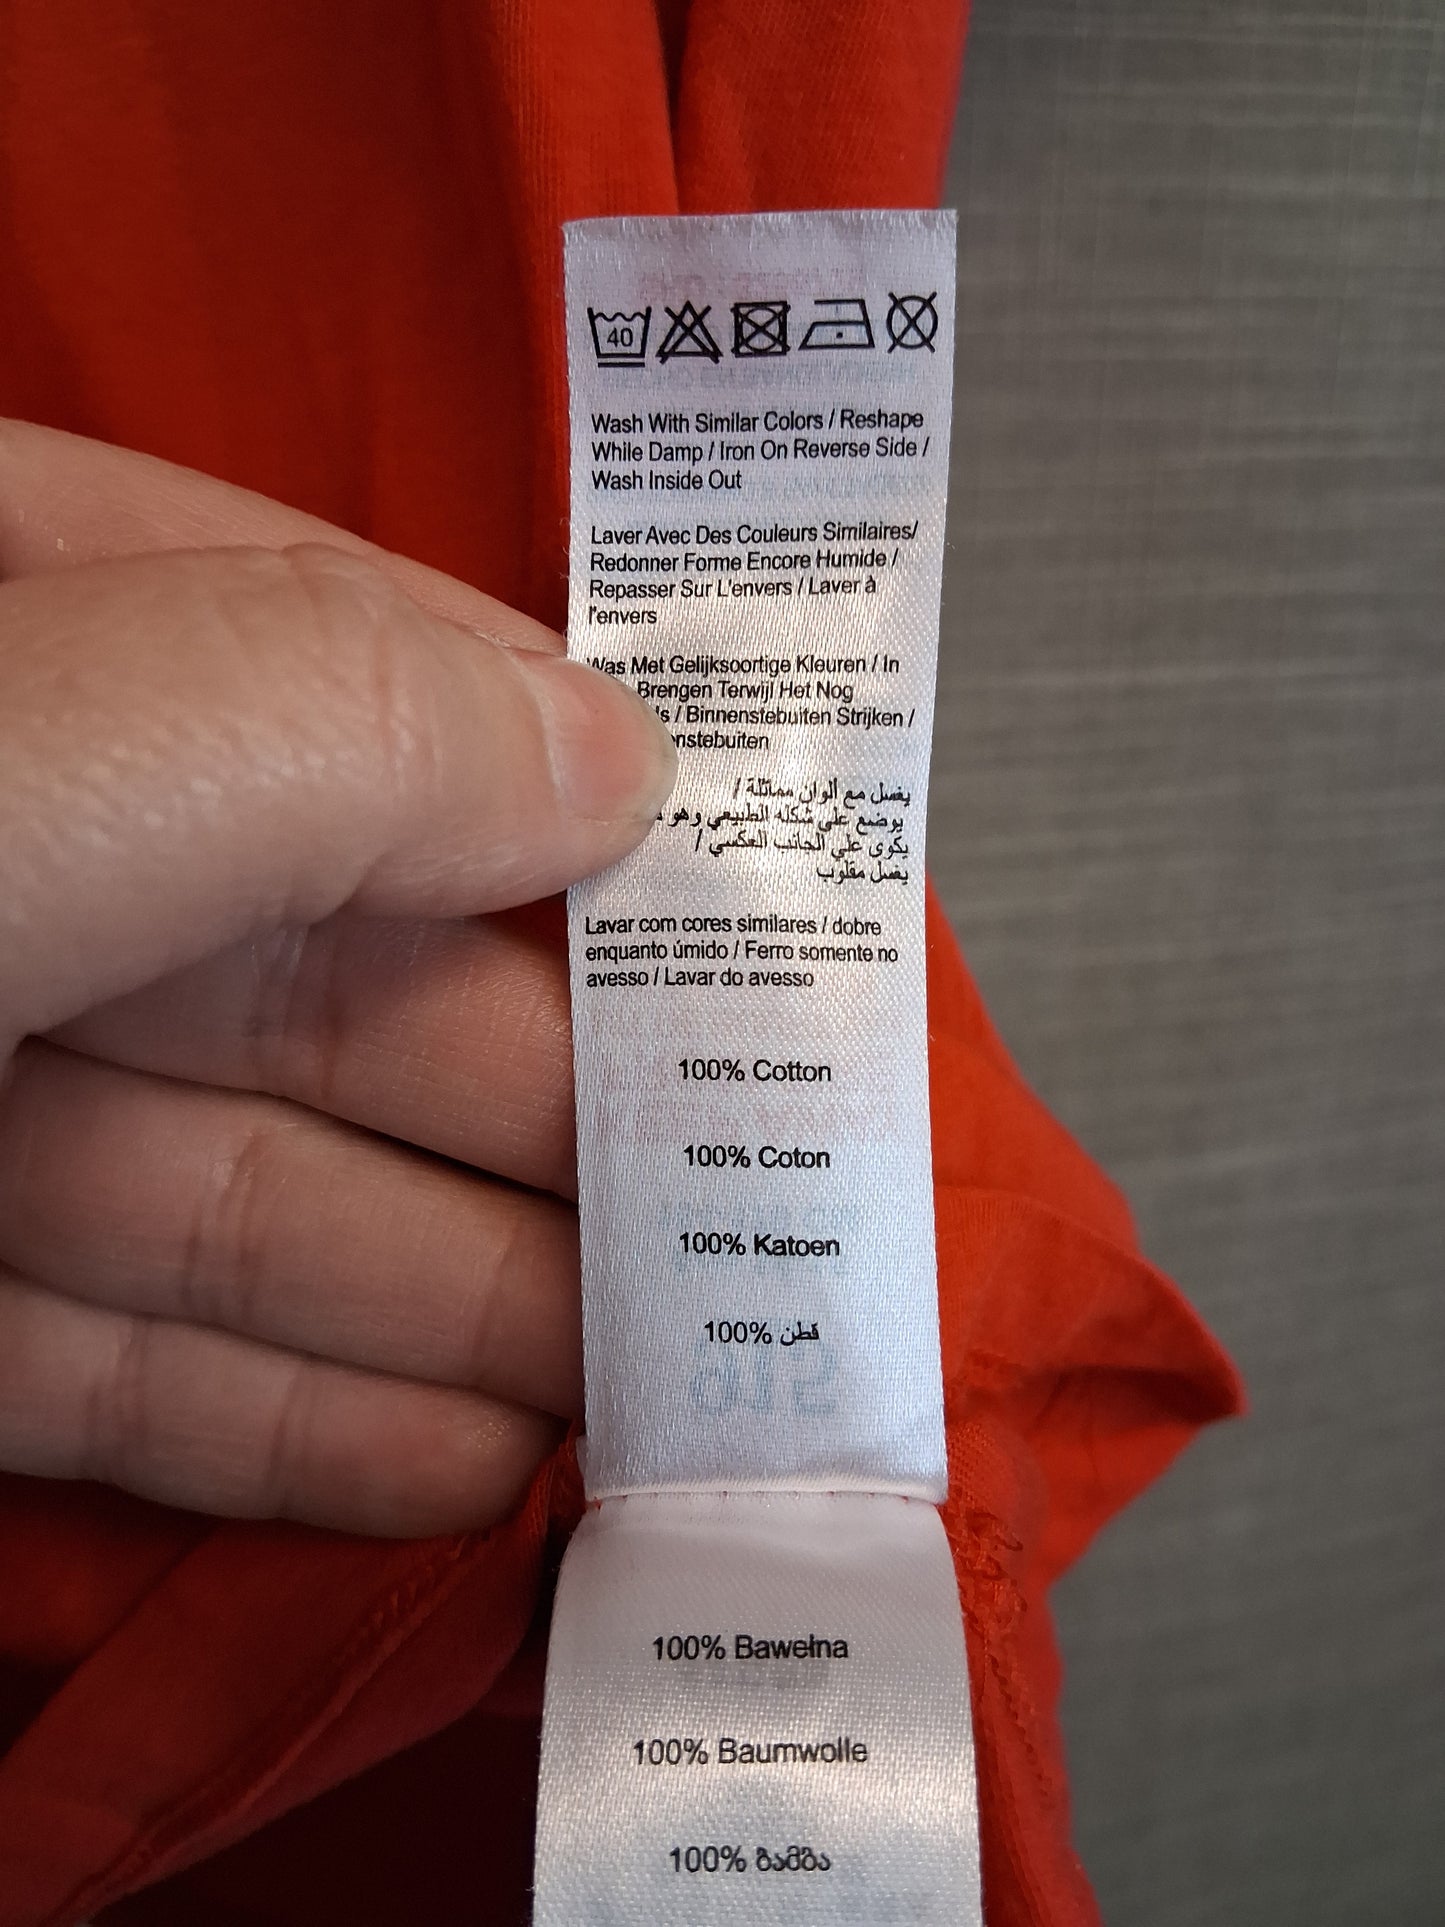 40
Wash With Similar Colors / Reshape
While Damp / Iron On Reverse Side /
Wash Inside Out
Laver Avec Des Couleurs Similaires/
Redonner Forme Encore Humide /
Repasser Sur L'envers / Laver à
l'envers
Was Met Gelijksoortige Kleuren / In
Brengen Terwijl Het Nog
/ Binnenstebuiten Strijken /
يغسل مع ألوان مماثلة /
يوضع على شكله الطبيعي وهو
يكوى على الجانب العكسي /
يغسل مقلوب
Lavar com cores similares / dobre
enquanto úmido / Ferro somente no
avesso / Lavar do avesso
100% Cotton
100% Coton
100% Katoen
100% قطن
100% Bawełna
100% Baumwolle
100% ბამბა